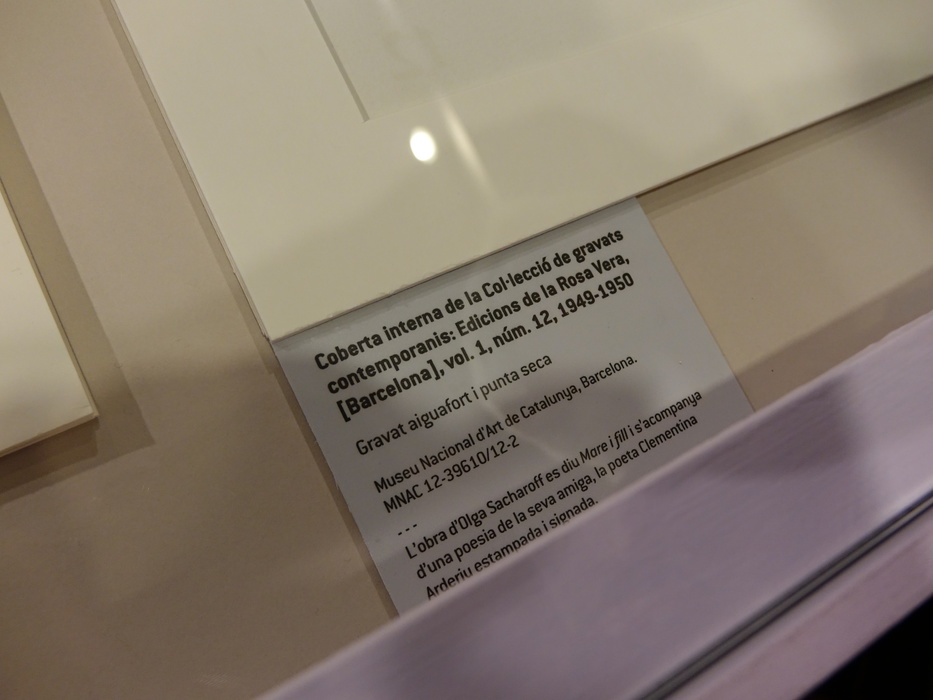 Coberta interna de la Col·lecció de gravats
contemporanis: Edicions de la Rosa Vera,
[Barcelona], vol. 1, núm. 12, 1949-1950
Gravat aiguafort i punta seca
Museu Nacional d'Art de Catalunya, Barcelona.
MNAC 12-39610/12-2
---
L'obra d'Olga Sacharoff es diu Mare i fill i s'acompanya
d'una poesia de la seva amiga, la poeta Clementina
Arderiu estampada i signada.